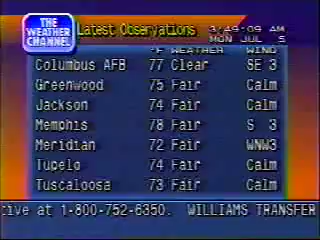 THE
WEATHER
CHANNEL
Latest Observations
3:49:09 AM
MON JUL 5
°F WEATHER WIND
Columbus AFB 77 Clear SE 3
Greenwood 75 Fair Calm
Jackson 74 Fair Calm
Memphis 78 Fair S 3
Meridian 72 Fair WNW3
Tupelo 74 Fair Calm
Tuscaloosa 73 Fair Calm
tive at 1-800-752-6350. WILLIAMS TRANSFER